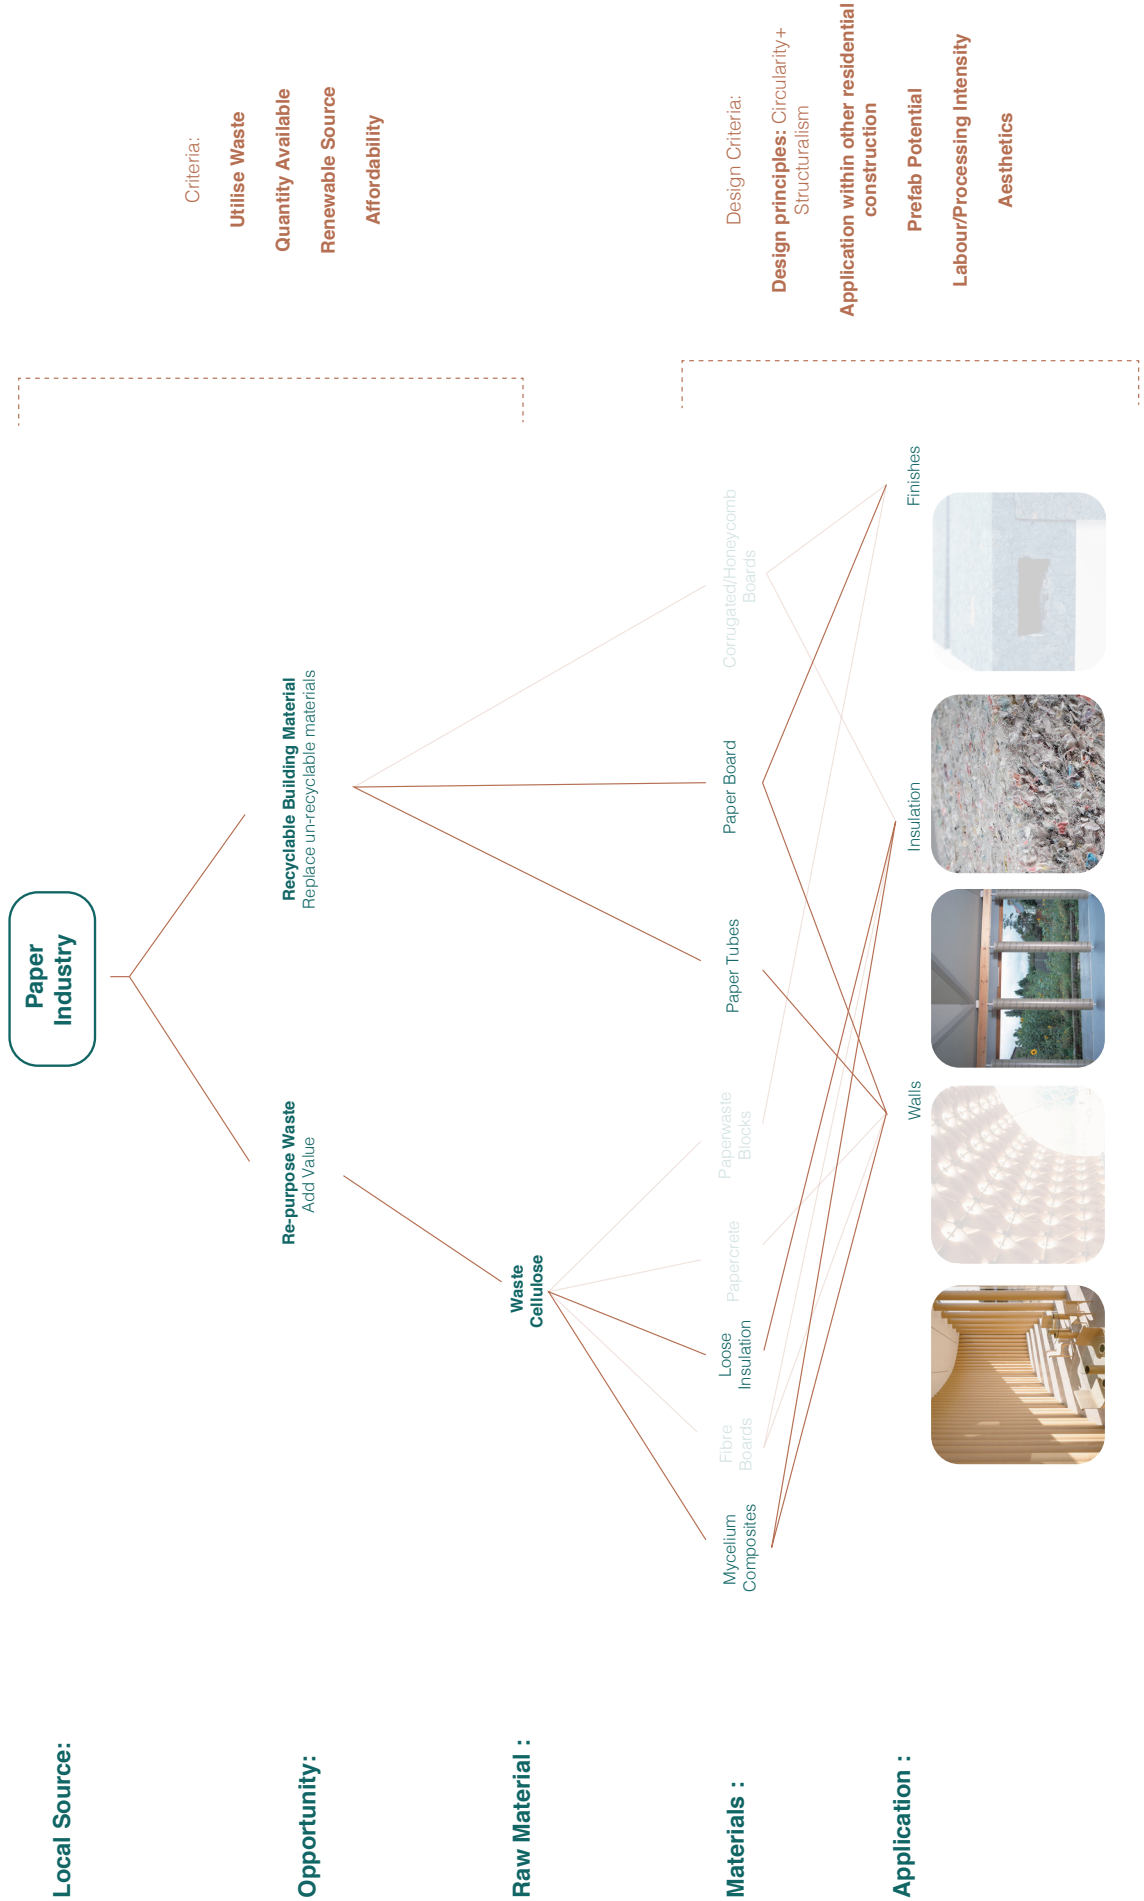 Local Source:
Paper
Industry
Criteria:
Utilise Waste
Quantity Available
Renewable Source
Affordability
Opportunity:
Re-purpose Waste
Add Value
Recyclable Building Material
Replace un-recyclable materials
Raw Material :
Waste
Cellulose
Materials :
Mycelium
Composites
Fibre
Boards
Loose
Insulation
Papercrete
Paperwaste
Blocks
Paper Tubes
Paper Board
Corrugated/Honeycomb
Boards
Design Criteria:
Design principles: Circularity+
Structuralism
Application within other residential
construction
Prefab Potential
Labour/Processing Intensity
Aesthetics
Application :
Walls
Insulation
Finishes